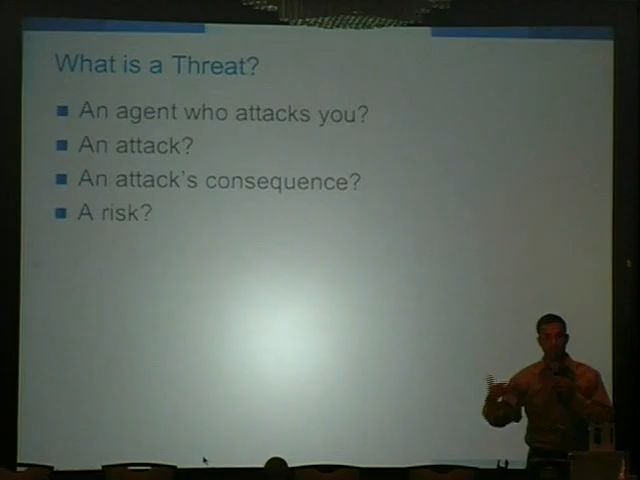 What is a Threat?
An agent who attacks you?
An attack?
An attack's consequence?
A risk?